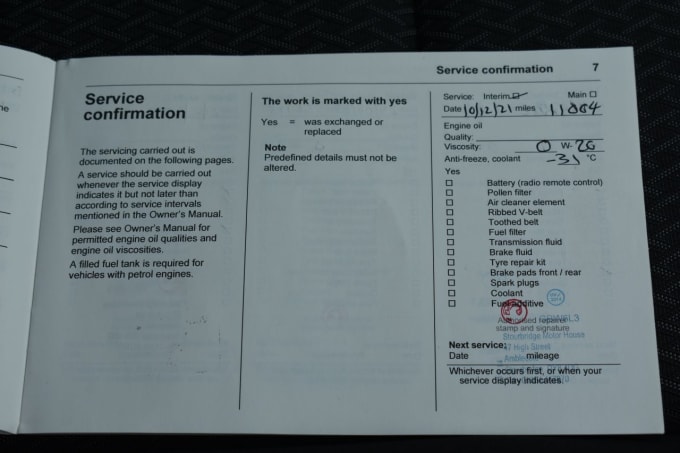 Service confirmation 7
Service
confirmation
The servicing carried out is
documented on the following pages.
A service should be carried out
whenever the service display
indicates it but not later than
according to service intervals
mentioned in the Owner's Manual.
Please see Owner's Manual for
permitted engine oil qualities and
engine oil viscosities.
A filled fuel tank is required for
vehicles with petrol engines.
The work is marked with yes
Yes = was exchanged or
replaced
Note
Predefined details must not be
altered.
Service: Interim ☑ Main ☐
Date 10/12/21 miles 11004
Engine oil
Quality:
Viscosity: 0 W- 20
Anti-freeze, coolant -31 °C
Yes
☐ Battery (radio remote control)
☐ Pollen filter
☐ Air cleaner element
☐ Ribbed V-belt
☐ Toothed belt
☐ Fuel filter
☐ Transmission fluid
☐ Brake fluid
☐ Tyre repair kit
☐ Brake pads front / rear
☐ Spark plugs
☐ Coolant
☐ Fuel additive
Authorised repairer
stamp and signature
Motor House
High Street
Next service:
Date mileage
Whichever occurs first, or when your
service display indicates.